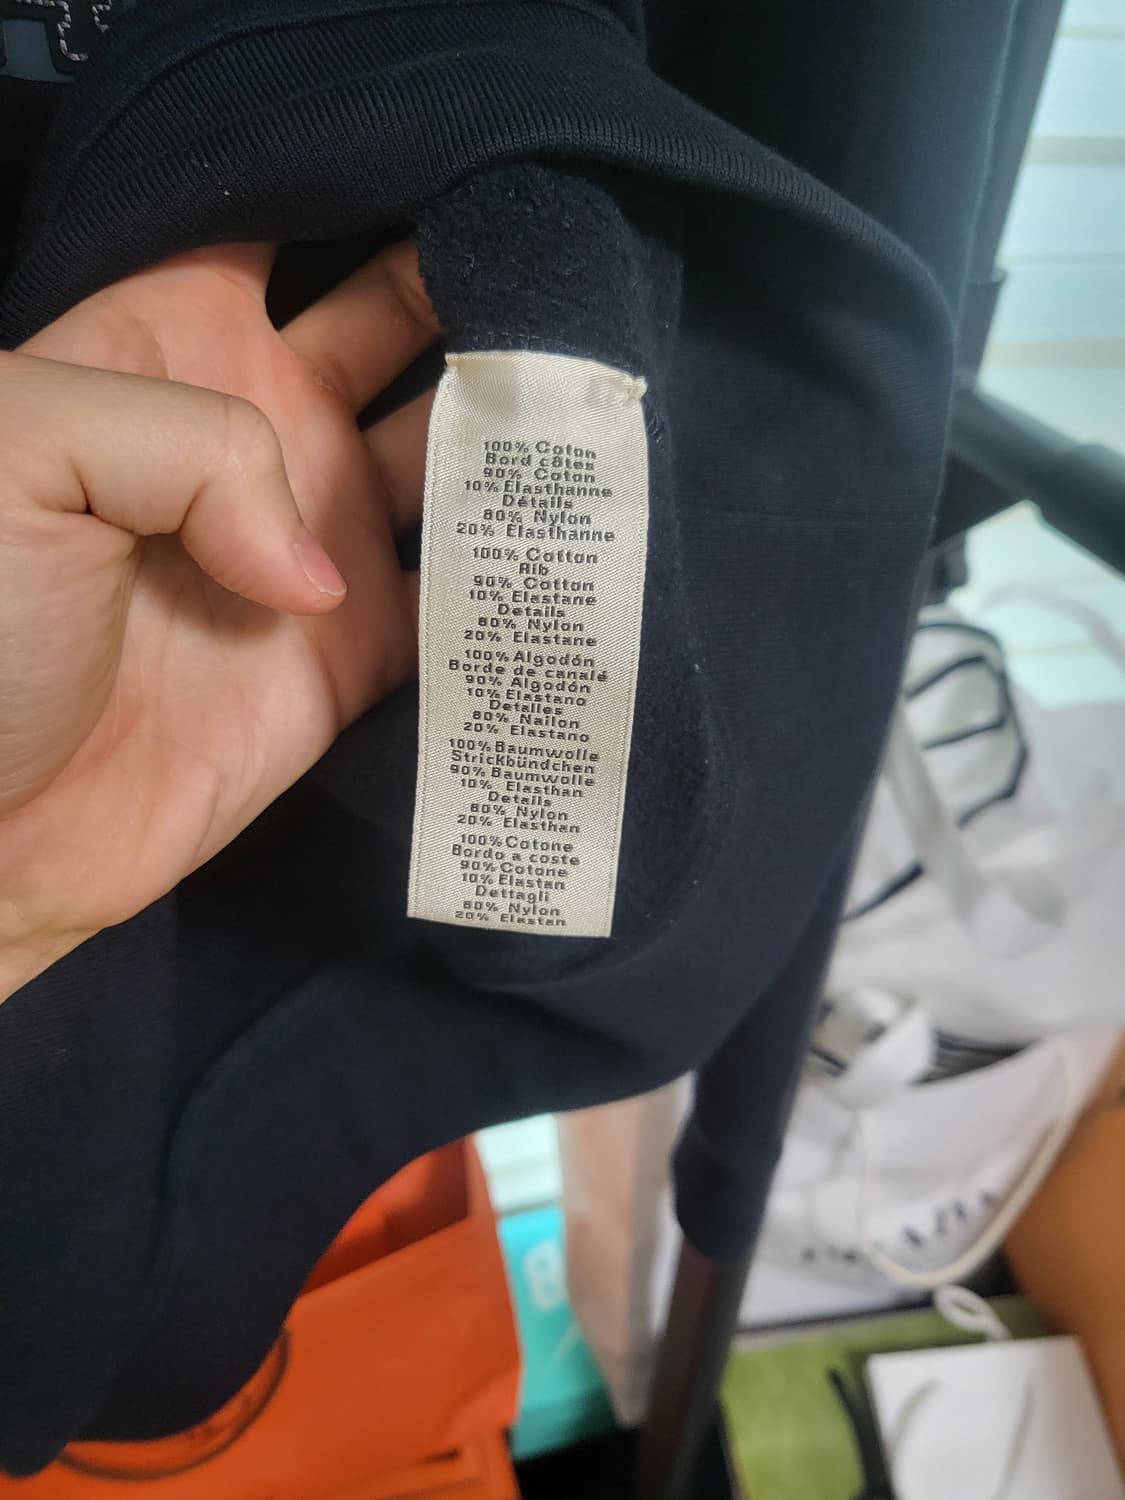 100% Coton
Bord côtes
90% Coton
10% Elasthanne
Détails
80% Nylon
20% Elasthanne
100% Cotton
Rib
90% Cotton
10% Elastane
Details
80% Nylon
20% Elastane
100% Algodón
Borde de canalé
90% Algodón
10% Elastano
Detalles
80% Nailon
20% Elastano
100% Baumwolle
Strickbündchen
90% Baumwolle
10% Elasthan
Details
80% Nylon
20% Elasthan
100% Cotone
Bordo a coste
90% Cotone
10% Elastan
Dettagli
80% Nylon
20% Elastan
PRADA